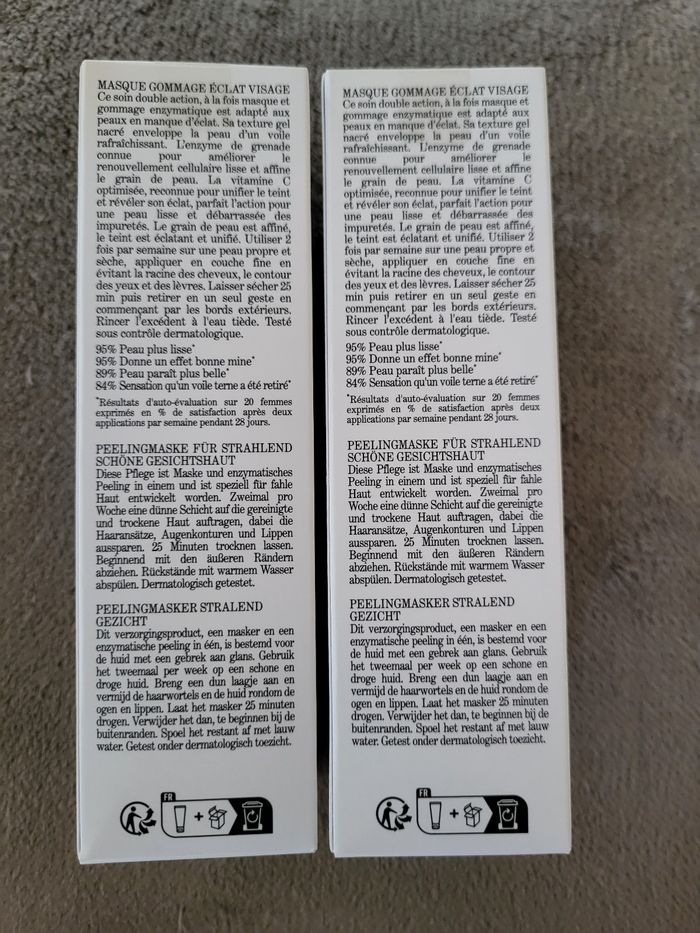 MASQUE GOMMAGE ÉCLAT VISAGE
Ce soin double action, à la fois masque et
gommage enzymatique est adapté aux
peaux en manque d'éclat. Sa texture gel
nacré enveloppe la peau d'un voile
rafraîchissant. L'enzyme de grenade
connue pour améliorer le
renouvellement cellulaire lisse et affine
le grain de peau. La vitamine C
optimisée, reconnue pour unifier le teint
et révéler son éclat, parfait l'action pour
une peau lisse et débarrassée des
impuretés. Le grain de peau est affiné,
le teint est éclatant et unifié. Utiliser 2
fois par semaine sur une peau propre et
sèche, appliquer en couche fine en
évitant la racine des cheveux, le contour
des yeux et des lèvres. Laisser sécher 25
min puis retirer en un seul geste en
commençant par les bords extérieurs.
Rincer l'excédent à l'eau tiède. Testé
sous contrôle dermatologique.
95% Peau plus lisse*
95% Donne un effet bonne mine*
89% Peau paraît plus belle*
84% Sensation qu'un voile terne a été retiré*
*Résultats d'auto-évaluation sur 20 femmes
exprimés en % de satisfaction après deux
applications par semaine pendant 28 jours.
PEELINGMASKE FÜR STRAHLEND
SCHÖNE GESICHTSHAUT
Diese Pflege ist Maske und enzymatisches
Peeling in einem und ist speziell für fahle
Haut entwickelt worden. Zweimal pro
Woche eine dünne Schicht auf die gereinigte
und trockene Haut auftragen, dabei die
Haaransätze, Augenkonturen und Lippen
aussparen. 25 Minuten trocknen lassen.
Beginnend mit den äußeren Rändern
abziehen. Rückstände mit warmem Wasser
abspülen. Dermatologisch getestet.
PEELINGMASKER STRALEND
GEZICHT
Dit verzorgingsproduct, een masker en een
enzymatische peeling in één, is bestemd voor
de huid met een gebrek aan glans. Gebruik
het tweemaal per week op een schone en
droge huid. Breng een dun laagje aan en
vermijd de haarwortels en de huid rondom de
ogen en lippen. Laat het masker 25 minuten
drogen. Verwijder het dan, te beginnen bij de
buitenranden. Spoel het restant af met lauw
water. Getest onder dermatologisch toezicht.
FR
MASQUE GOMMAGE ÉCLAT VISAGE
Ce soin double action, à la fois masque et
gommage enzymatique est adapté aux
peaux en manque d'éclat. Sa texture gel
nacré enveloppe la peau d'un voile
rafraîchissant. L'enzyme de grenade
connue pour améliorer le
renouvellement cellulaire lisse et affine
le grain de peau. La vitamine C
optimisée, reconnue pour unifier le teint
et révéler son éclat, parfait l'action pour
une peau lisse et débarrassée des
impuretés. Le grain de peau est affiné,
le teint est éclatant et unifié. Utiliser 2
fois par semaine sur une peau propre et
sèche, appliquer en couche fine en
évitant la racine des cheveux, le contour
des yeux et des lèvres. Laisser sécher 25
min puis retirer en un seul geste en
commençant par les bords extérieurs.
Rincer l'excédent à l'eau tiède. Testé
sous contrôle dermatologique.
95% Peau plus lisse*
95% Donne un effet bonne mine*
89% Peau paraît plus belle*
84% Sensation qu'un voile terne a été retiré*
*Résultats d'auto-évaluation sur 20 femmes
exprimés en % de satisfaction après deux
applications par semaine pendant 28 jours.
PEELINGMASKE FÜR STRAHLEND
SCHÖNE GESICHTSHAUT
Diese Pflege ist Maske und enzymatisches
Peeling in einem und ist speziell für fahle
Haut entwickelt worden. Zweimal pro
Woche eine dünne Schicht auf die gereinigte
und trockene Haut auftragen, dabei die
Haaransätze, Augenkonturen und Lippen
aussparen. 25 Minuten trocknen lassen.
Beginnend mit den äußeren Rändern
abziehen. Rückstände mit warmem Wasser
abspülen. Dermatologisch getestet.
PEELINGMASKER STRALEND
GEZICHT
Dit verzorgingsproduct, een masker en een
enzymatische peeling in één, is bestemd voor
de huid met een gebrek aan glans. Gebruik
het tweemaal per week op een schone en
droge huid. Breng een dun laagje aan en
vermijd de haarwortels en de huid rondom de
ogen en lippen. Laat het masker 25 minuten
drogen. Verwijder het dan, te beginnen bij de
buitenranden. Spoel het restant af met lauw
water. Getest onder dermatologisch toezicht.
FR